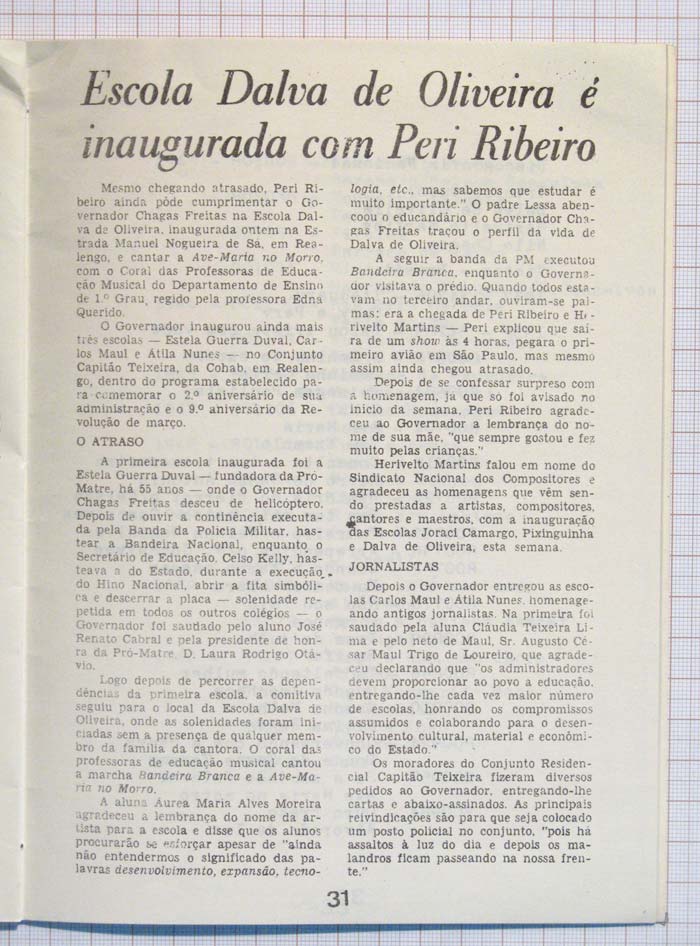 Escola Dalva de Oliveira é
inaugurada com Peri Ribeiro
Mesmo chegando atrasado, Peri Ri-
beiro ainda pôde cumprimentar o Go-
vernador Chagas Freitas na Escola Dal-
va de Oliveira, inaugurada ontem na Es-
trada Manuel Nogueira de Sá, em Rea-
lengo, e cantar a Ave-Maria no Morro,
com o Coral das Professoras de Educa-
ção Musical do Departamento de Ensino
de 1.º Grau, regido pela professora Edna
Querido.
O Governador inaugurou ainda mais
três escolas — Estela Guerra Duval, Car-
los Maul e Átila Nunes — no Conjunto
Capitão Teixeira, da Cohab, em Realen-
go, dentro do programa estabelecido pa-
ra comemorar o 2.º aniversário de sua
administração e o 9.º aniversário da Re-
volução de março.
O ATRASO
A primeira escola inaugurada foi a
Estela Guerra Duval — fundadora da Pró-
Matre, há 55 anos — onde o Governador
Chagas Freitas desceu de helicóptero.
Depois de ouvir a continência executa-
da pela Banda da Polícia Militar, has-
tear a Bandeira Nacional, enquanto o
Secretário de Educação, Celso Kelly, has-
teava a do Estado, durante a execução
do Hino Nacional, abrir a fita simbóli-
ca e descerrar a placa — solenidade re-
petida em todos os outros colégios — o
Governador foi saudado pelo aluno José
Renato Cabral e pela presidente de hon-
ra da Pró-Matre, D. Laura Rodrigo Otá-
vio.
Logo depois de percorrer as depen-
dências da primeira escola, a comitiva
seguiu para o local da Escola Dalva de
Oliveira, onde as solenidades foram ini-
ciadas sem a presença de qualquer mem-
bro da família da cantora. O coral das
professoras de educação musical cantou
a marcha Bandeira Branca e a Ave-Ma-
ria no Morro.
A aluna Áurea Maria Alves Moreira
agradeceu a lembrança do nome da ar-
tista para a escola e disse que os alunos
procurarão se esforçar apesar de "ainda
não entendermos o significado das pa-
lavras desenvolvimento, expansão, tecno-
logia, etc., mas sabemos que estudar é
muito importante." O padre Lessa aben-
coou o educandário e o Governador Cha-
gas Freitas traçou o perfil da vida de
Dalva de Oliveira.
A seguir a banda da PM executou
Bandeira Branca, enquanto o Governa-
dor visitava o prédio. Quando todos esta-
vam no terceiro andar, ouviram-se pal-
mas: era a chegada de Peri Ribeiro e He-
rivelto Martins — Peri explicou que saí-
ra de um show às 4 horas, pegara o pri-
meiro avião em São Paulo, mas mesmo
assim ainda chegou atrasado.
Depois de se confessar surpreso com
a homenagem, já que só foi avisado no
início da semana, Peri Ribeiro agrade-
ceu ao Governador a lembrança do no-
me de sua mãe, "que sempre gostou e fez
muito pelas crianças."
Herivelto Martins falou em nome do
Sindicato Nacional dos Compositores e
agradeceu as homenagens que vêm sen-
do prestadas a artistas, compositores,
cantores e maestros, com a inauguração
das Escolas Joraci Camargo, Pixinguinha
e Dalva de Oliveira, esta semana.
JORNALISTAS
Depois o Governador entregou as esco-
las Carlos Maul e Átila Nunes, homenage-
ando antigos jornalistas. Na primeira foi
saudado pela aluna Cláudia Teixeira Li-
ma e pelo neto de Maul, Sr. Augusto Cé-
sar Maul Trigo de Loureiro, que agrade-
ceu declarando que "os administradores
devem proporcionar ao povo a educação,
entregando-lhe cada vez maior número
de escolas, honrando os compromissos
assumidos e colaborando para o desen-
volvimento cultural, material e econômi-
co do Estado."
Os moradores do Conjunto Residen-
cial Capitão Teixeira fizeram diversos
pedidos ao Governador, entregando-lhe
cartas e abaixo-assinados. As principais
reivindicações são para que seja colocado
um posto policial no conjunto, "pois há
assaltos à luz do dia e depois os ma-
landros ficam passeando na nossa fren-
te."
31